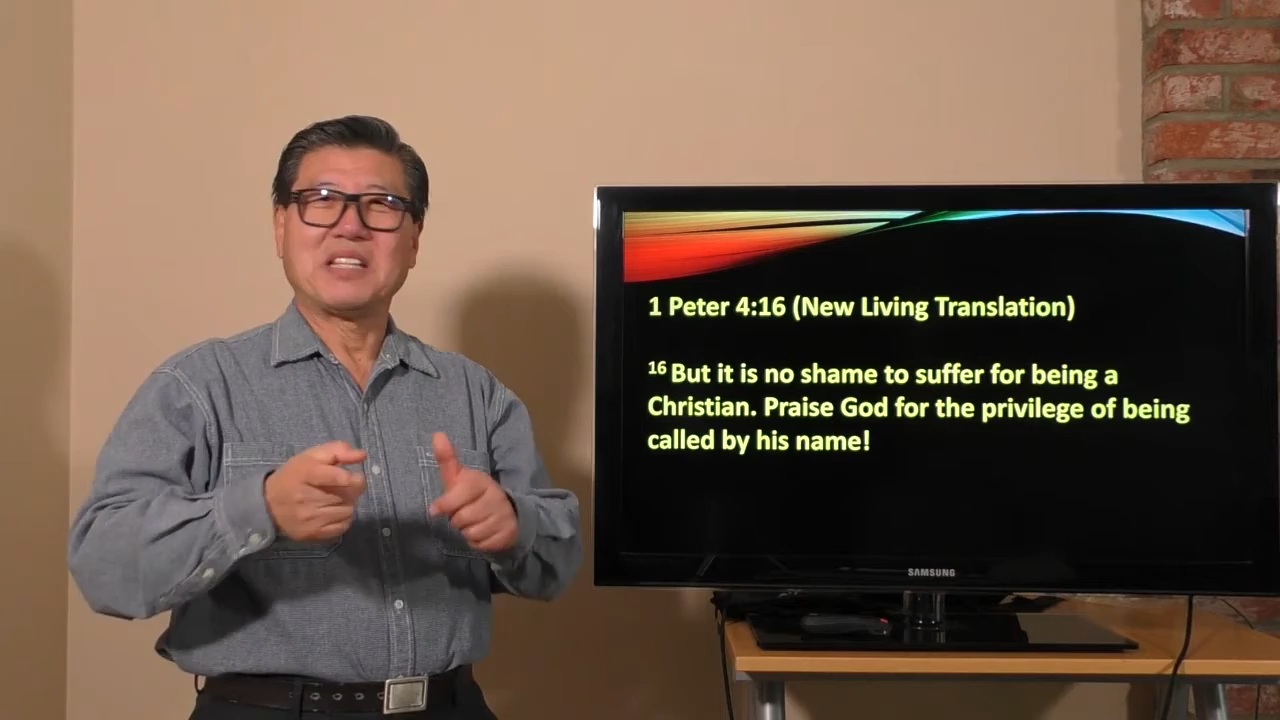 1 Peter 4:16 (New Living Translation)
16 But it is no shame to suffer for being a
Christian. Praise God for the privilege of being
called by his name!
SAMSUNG